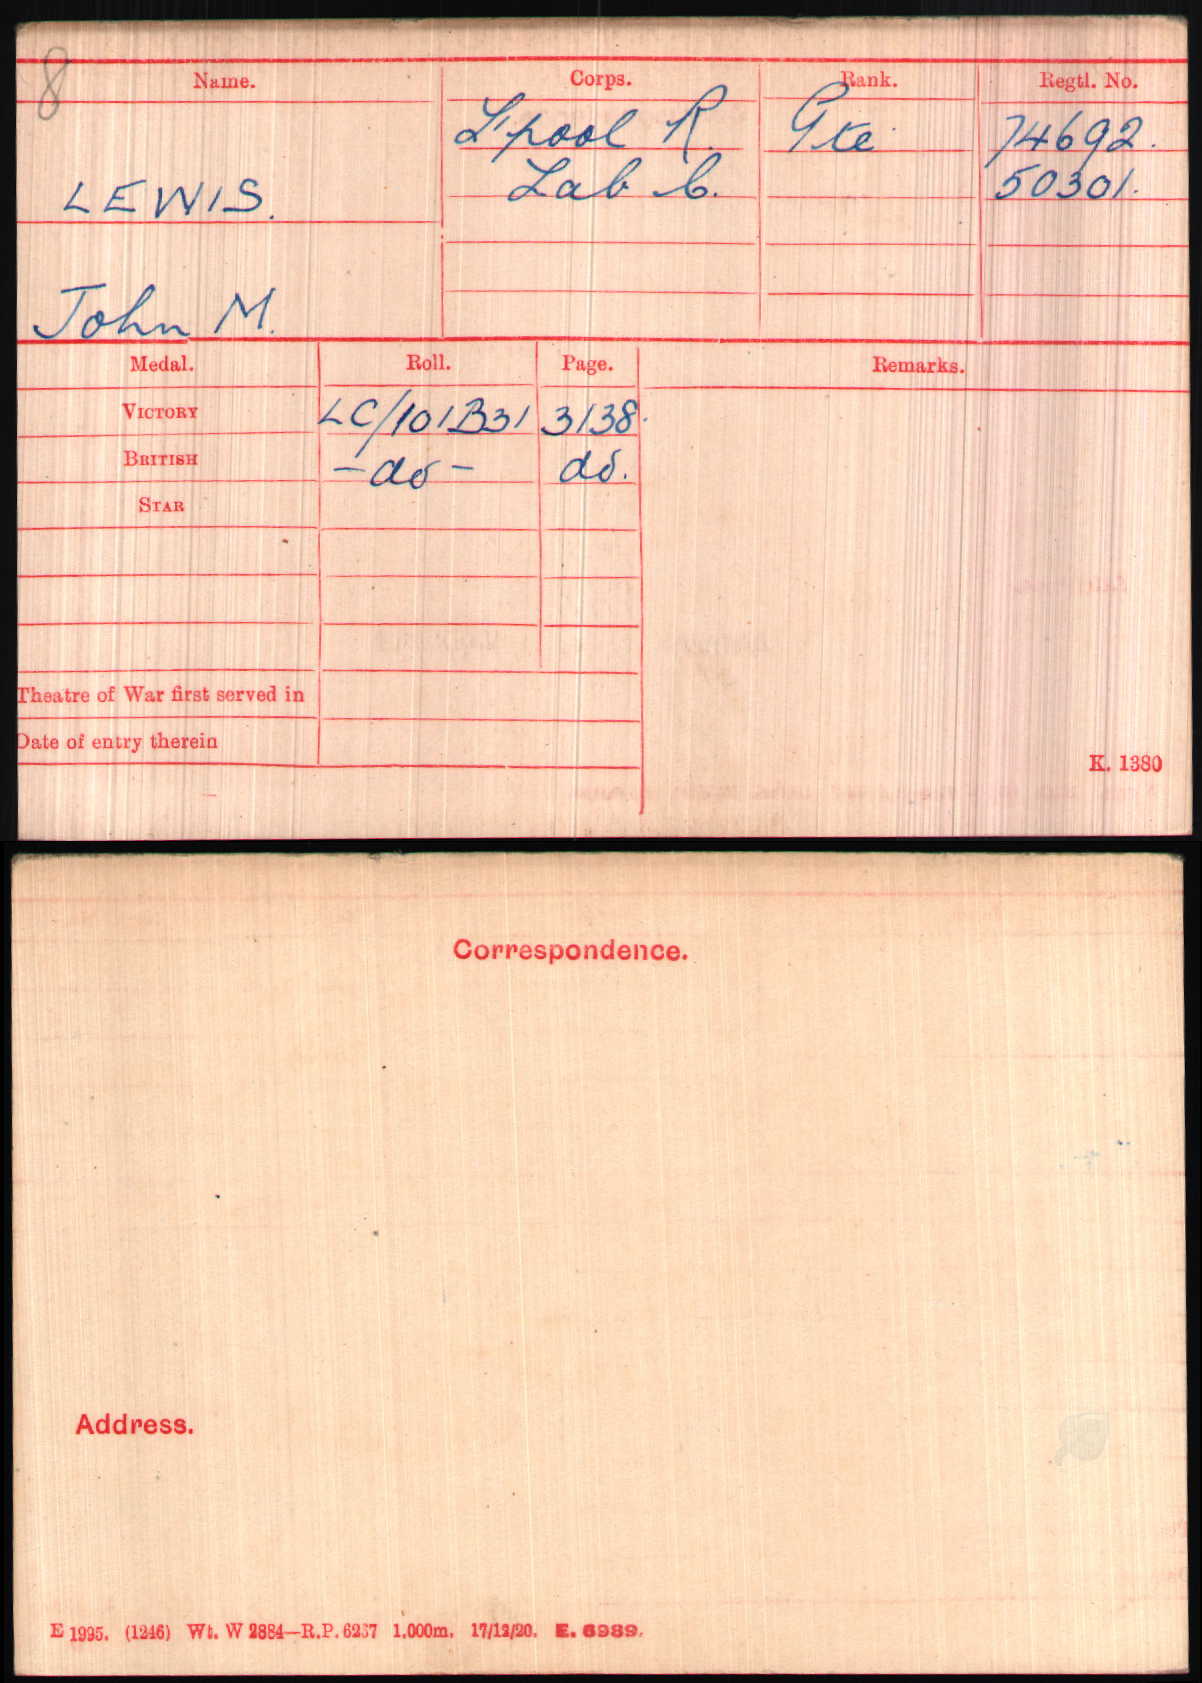 8
Name. Corps. Rank. Regtl. No.
L'pool R. Pte 74692.
LEWIS. Lab C. 50301.
John M.
Medal. Roll. Page. Remarks.
VICTORY LC/101B31 3138.
BRITISH -do- do.
STAR
Theatre of War first served in
Date of entry therein
K. 1380
Correspondence.
Address.
E 1995. (1246) Wt. W 2884—R.P. 6237 1,000m. 17/12/20. E. 6989.